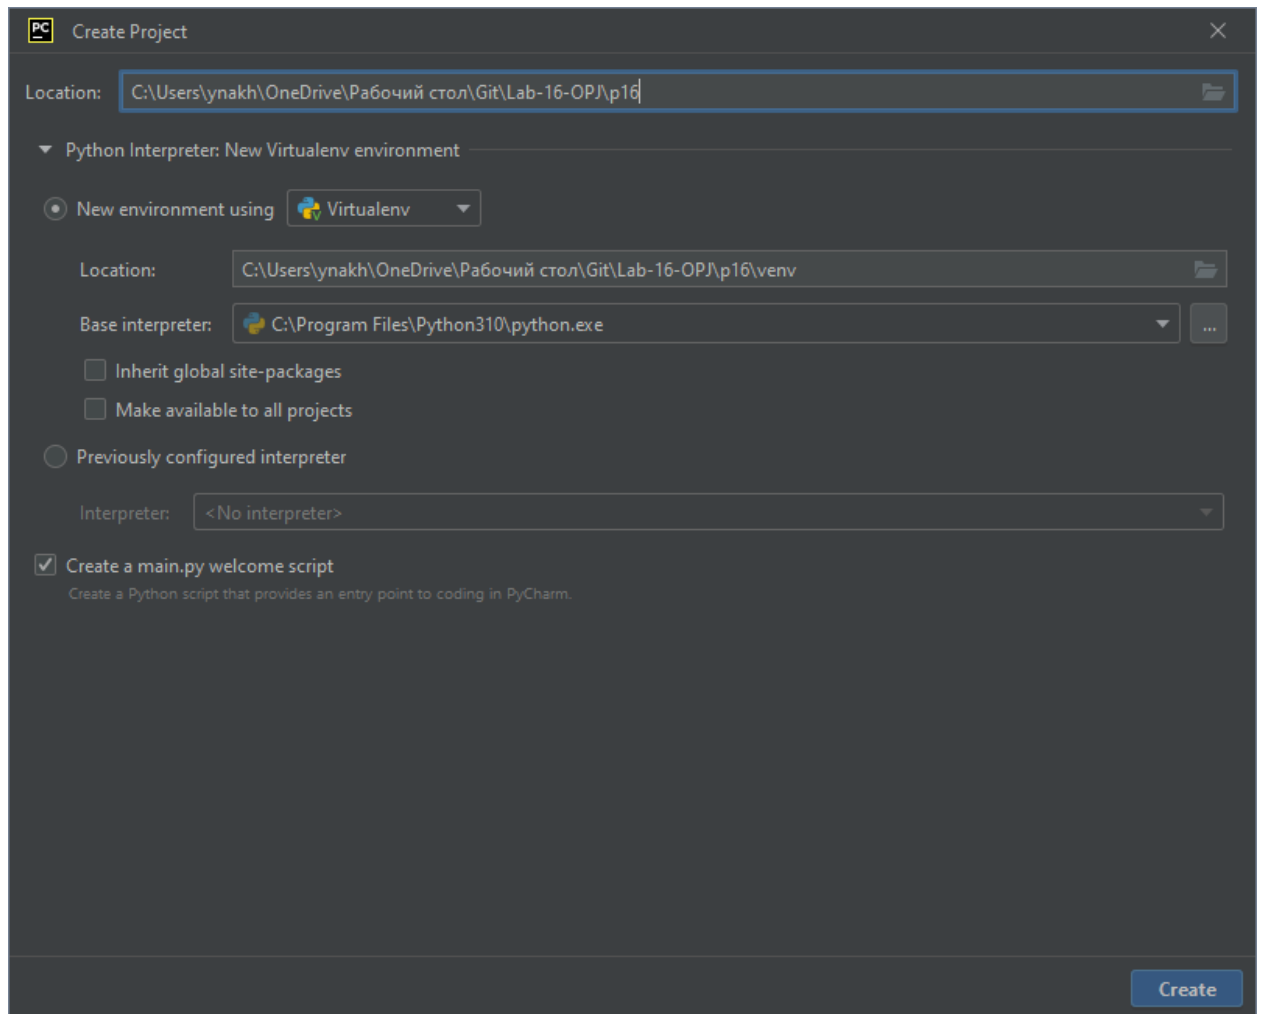 PC Create Project
Location: C:\Users\ynakh\OneDrive\Рабочий стол\Git\Lab-16-OPJ\p16
Python Interpreter: New Virtualenv environment
New environment using Virtualenv
Location: C:\Users\ynakh\OneDrive\Рабочий стол\Git\Lab-16-OPJ\p16\venv
Base interpreter: C:\Program Files\Python310\python.exe ...
Inherit global site-packages
Make available to all projects
Previously configured interpreter
Interpreter: <No interpreter>
Create a main.py welcome script
Create a Python script that provides an entry point to coding in PyCharm.
Create